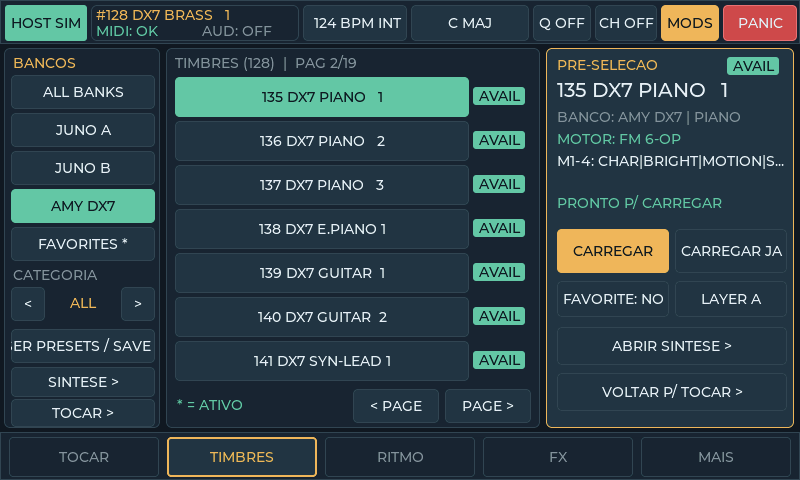 HOST SIM
#128 DX7 BRASS 1
MIDI: OK AUD: OFF
124 BPM INT
C MAJ
Q OFF
CH OFF
MODS
PANIC
BANCOS
ALL BANKS
JUNO A
JUNO B
AMY DX7
FAVORITES *
CATEGORIA
< ALL >
SER PRESETS / SAVE
SINTESE >
TOCAR >
TIMBRES (128) | PAG 2/19
135 DX7 PIANO 1 AVAIL
136 DX7 PIANO 2 AVAIL
137 DX7 PIANO 3 AVAIL
138 DX7 E.PIANO 1 AVAIL
139 DX7 GUITAR 1 AVAIL
140 DX7 GUITAR 2 AVAIL
141 DX7 SYN-LEAD 1 AVAIL
* = ATIVO
< PAGE
PAGE >
PRE-SELECAO AVAIL
135 DX7 PIANO 1
BANCO: AMY DX7 | PIANO
MOTOR: FM 6-OP
M1-4: CHAR|BRIGHT|MOTION|S...
PRONTO P/ CARREGAR
CARREGAR
CARREGAR JA
FAVORITE: NO
LAYER A
ABRIR SINTESE >
VOLTAR P/ TOCAR >
TOCAR
TIMBRES
RITMO
FX
MAIS